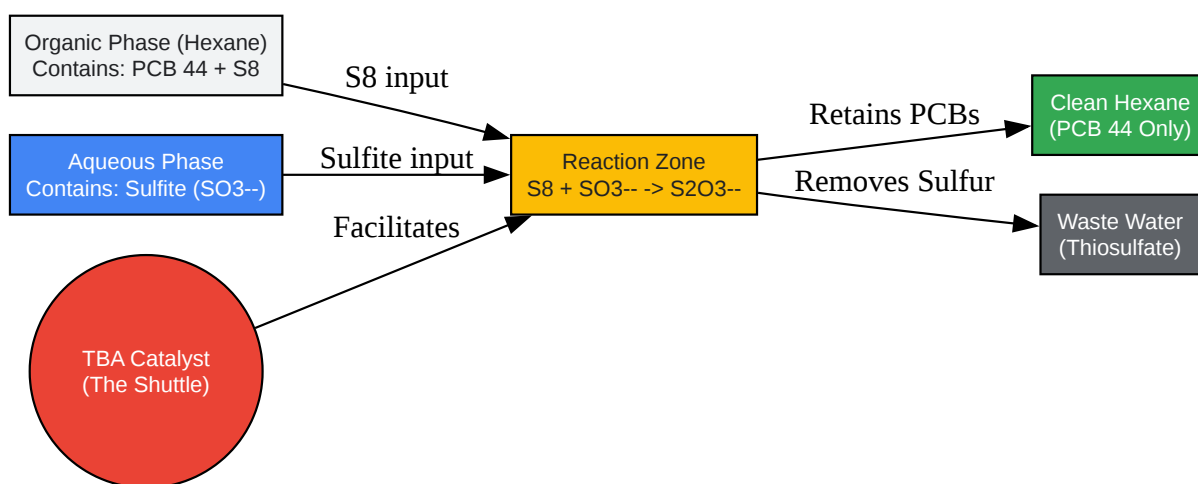 Organic Phase (Hexane)
Contains: PCB 44 + S8
S8 input
Aqueous Phase
Contains: Sulfite (SO3--)
Sulfite input
TBA Catalyst
(The Shuttle)
Facilitates
Reaction Zone
S8 + SO3-- -> S2O3--
Retains PCBs
Clean Hexane
(PCB 44 Only)
Removes Sulfur
Waste Water
(Thiosulfate)